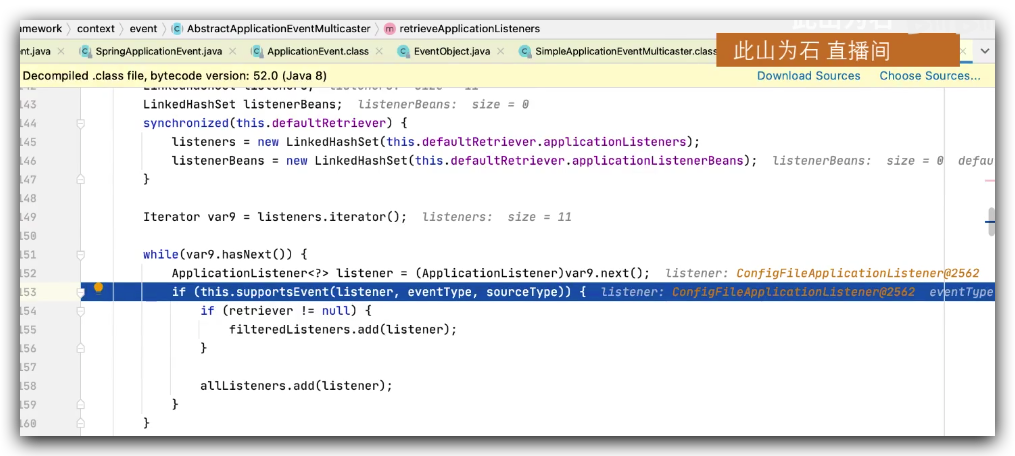 amework > context > event > AbstractApplicationEventMulticaster > retrieveApplicationListeners
nt.java × SpringApplicationEvent.java × ApplicationEvent.class × EventObject.java × SimpleApplicationEventMulticaster.class
此山为石 直播间
Decompiled .class file, bytecode version: 52.0 (Java 8) Download Sources Choose Sources...
143 LinkedHashSet listenerBeans; listenerBeans: size = 0
144 synchronized(this.defaultRetriever) {
145 listeners = new LinkedHashSet(this.defaultRetriever.applicationListeners);
146 listenerBeans = new LinkedHashSet(this.defaultRetriever.applicationListenerBeans); listenerBeans: size = 0 defau
147 }
148
149 Iterator var9 = listeners.iterator(); listeners: size = 11
150
151 while(var9.hasNext()) {
152 ApplicationListener<?> listener = (ApplicationListener)var9.next(); listener: ConfigFileApplicationListener@2562
153 if (this.supportsEvent(listener, eventType, sourceType)) { listener: ConfigFileApplicationListener@2562 eventType
154 if (retriever != null) {
155 filteredListeners.add(listener);
156 }
157
158 allListeners.add(listener);
159 }
160 }